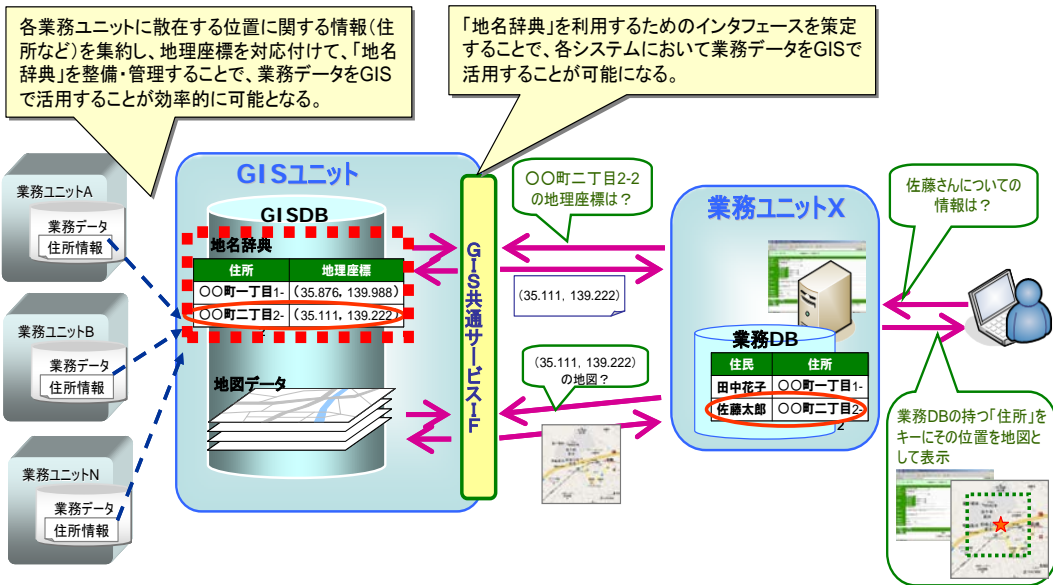 各業務ユニットに散在する位置に関する情報(住
所など)を集約し、地理座標を対応付けて、「地名
辞典」を整備・管理することで、業務データをGIS
で活用することが効率的に可能となる。
「地名辞典」を利用するためのインタフェースを策定
することで、各システムにおいて業務データをGISで
活用することが可能になる。
業務ユニットA
業務データ
住所情報
業務ユニットB
業務データ
住所情報
業務ユニットN
業務データ
住所情報
GISユニット
GISDB
地名辞典
住所 地理座標
〇〇町一丁目1- (35.876, 139.988)
〇〇町二丁目2- (35.111, 139.222)
地図データ
GIS共通サービスIF
〇〇町二丁目2-2
の地理座標は?
(35.111, 139.222)
(35.111, 139.222)
の地図?
業務ユニットX
業務DB
住民 住所
田中花子 〇〇町一丁目1-
佐藤太郎 〇〇町二丁目2-
2
佐藤さんについての
情報は?
業務DBの持つ「住所」を
キーにその位置を地図と
して表示